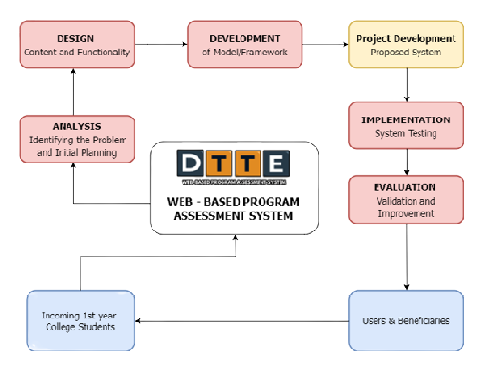 DESIGN
Content and Functionality
DEVELOPMENT
of Model/Framework
Project Development
Proposed System
ANALYSIS
Identifying the Problem
and Initial Planning
IMPLEMENTATION
System Testing
DTTE
WEB-BASED PROGRAM ASSESSMENT SYSTEM
WEB - BASED PROGRAM
ASSESSMENT SYSTEM
EVALUATION
Validation and
Improvement
Incoming 1st year
College Students
Users & Beneficiaries